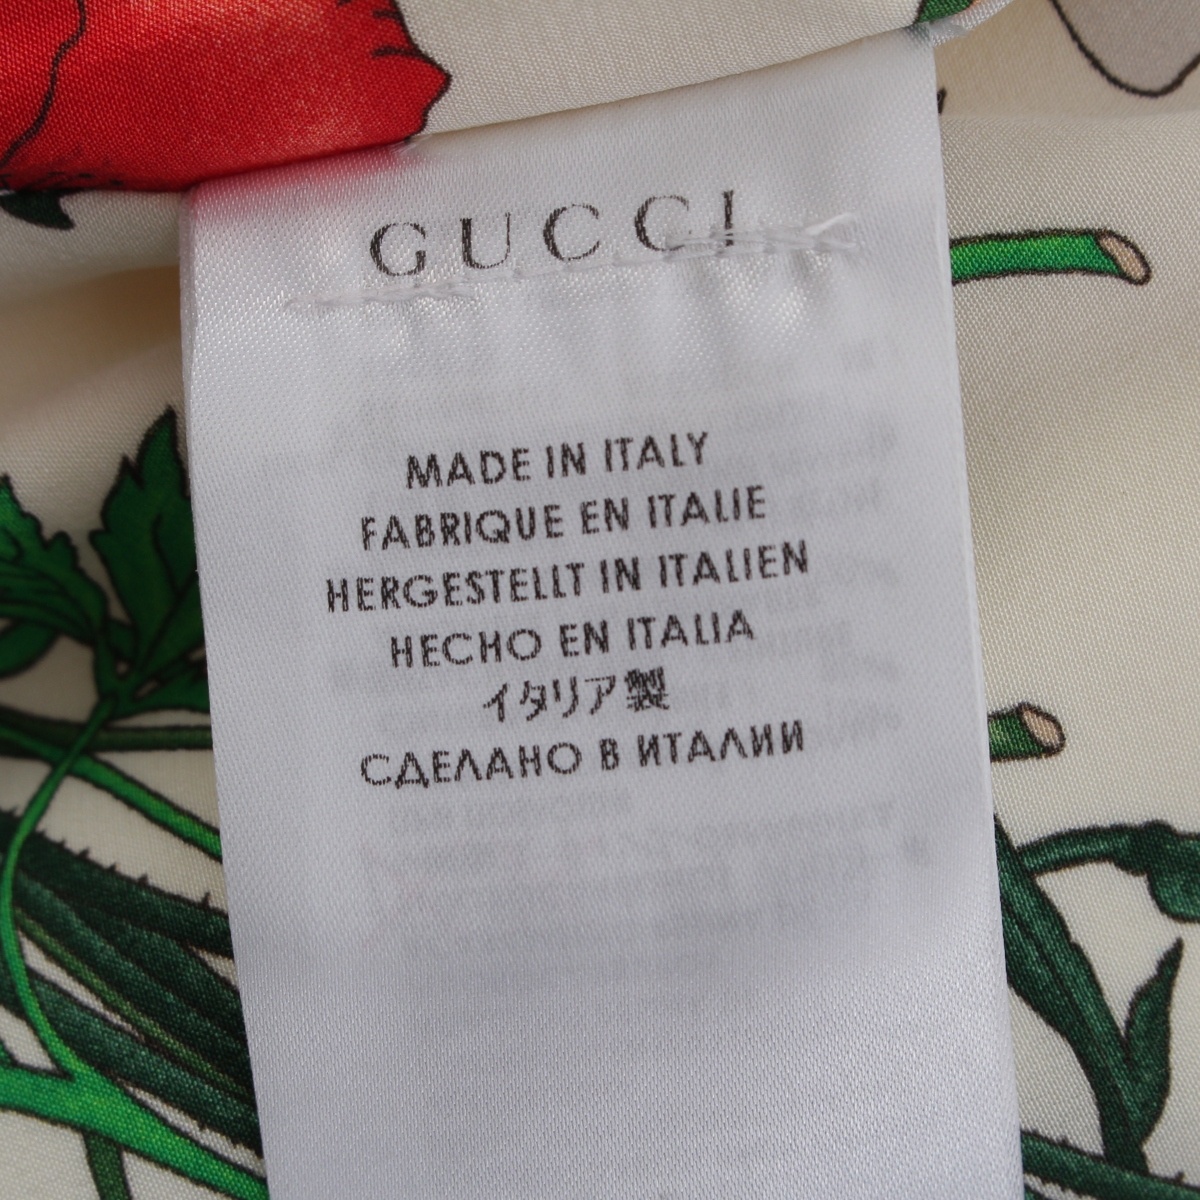 GUCCI
MADE IN ITALY
FABRIQUE EN ITALIE
HERGESTELLT IN ITALIEN
HECHO EN ITALIA
イタリア製
СДЕЛАНО В ИТАЛИИ